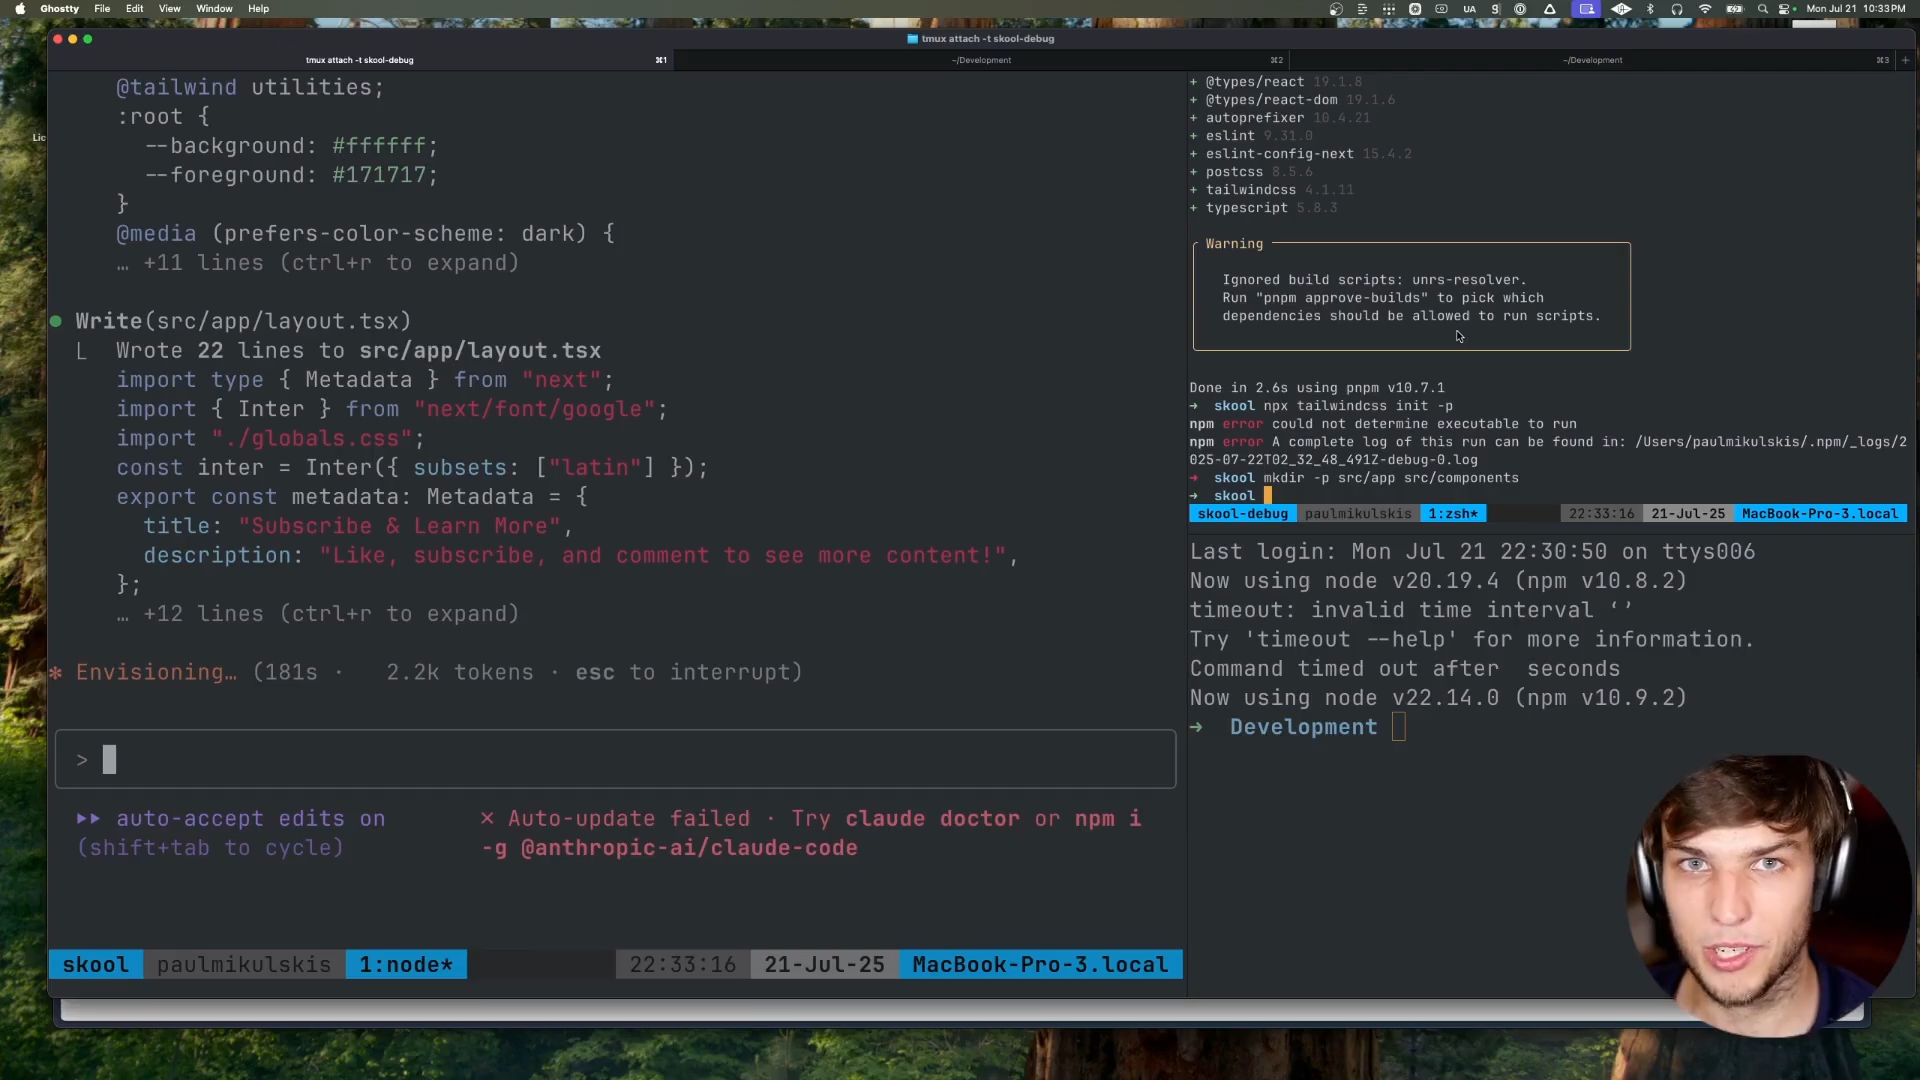 Ghostty File Edit View Window Help
UA
Mon Jul 21 10:33PM
tmux attach -t skool-debug
tmux attach -t skool-debug ⌘1
~/Development ⌘2
~/Development ⌘3 +
Lic
@tailwind utilities;
:root {
--background: #ffffff;
--foreground: #171717;
}
@media (prefers-color-scheme: dark) {
… +11 lines (ctrl+r to expand)
Write(src/app/layout.tsx)
Wrote 22 lines to src/app/layout.tsx
import type { Metadata } from "next";
import { Inter } from "next/font/google";
import "./globals.css";
const inter = Inter({ subsets: ["latin"] });
export const metadata: Metadata = {
title: "Subscribe & Learn More",
description: "Like, subscribe, and comment to see more content!",
};
… +12 lines (ctrl+r to expand)
* Envisioning… (181s · 2.2k tokens · esc to interrupt)
>
▸▸ auto-accept edits on
(shift+tab to cycle)
✕ Auto-update failed · Try claude doctor or npm i
-g @anthropic-ai/claude-code
skool paulmikulskis 1:node* 22:33:16 21-Jul-25 MacBook-Pro-3.local
+ @types/react 19.1.8
+ @types/react-dom 19.1.6
+ autoprefixer 10.4.21
+ eslint 9.31.0
+ eslint-config-next 15.4.2
+ postcss 8.5.6
+ tailwindcss 4.1.11
+ typescript 5.8.3
Warning
Ignored build scripts: unrs-resolver.
Run "pnpm approve-builds" to pick which
dependencies should be allowed to run scripts.
Done in 2.6s using pnpm v10.7.1
→ skool npx tailwindcss init -p
npm error could not determine executable to run
npm error A complete log of this run can be found in: /Users/paulmikulskis/.npm/_logs/2
025-07-22T02_32_48_491Z-debug-0.log
→ skool mkdir -p src/app src/components
→ skool
skool-debug paulmikulskis 1:zsh* 22:33:16 21-Jul-25 MacBook-Pro-3.local
Last login: Mon Jul 21 22:30:50 on ttys006
Now using node v20.19.4 (npm v10.8.2)
timeout: invalid time interval ‘’
Try 'timeout --help' for more information.
Command timed out after  seconds
Now using node v22.14.0 (npm v10.9.2)
→ Development